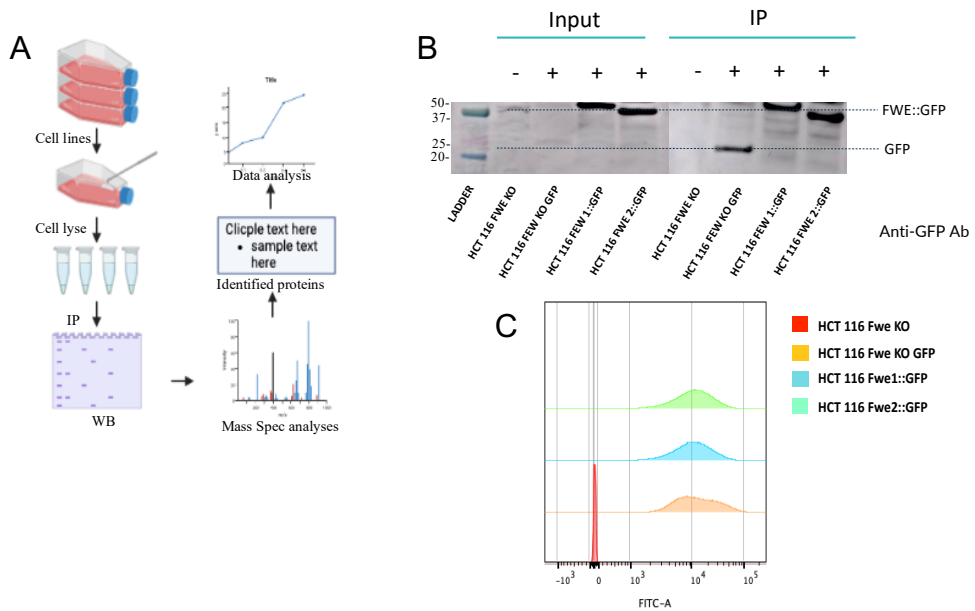 A
Cell lines
Cell lyse
IP
WB
Title
Data analysis
Clicple text here
• sample text
here
Identified proteins
Intensity
m/z
Mass Spec analyses
B
Input
IP
- + + +
- + + +
50-
37-
25-
20-
FWE::GFP
GFP
LADDER
HCT 116 FWE KO
HCT 116 FEW KO GFP
HCT 116 FEW 1::GFP
HCT 116 FWE 2::GFP
HCT 116 FWE KO
HCT 116 FEW KO GFP
HCT 116 FEW 1::GFP
HCT 116 FWE 2::GFP
Anti-GFP Ab
C
HCT 116 Fwe KO
HCT 116 Fwe KO GFP
HCT 116 Fwe1::GFP
HCT 116 Fwe2::GFP
-10³ 0 10³ 10⁴ 10⁵
FITC-A